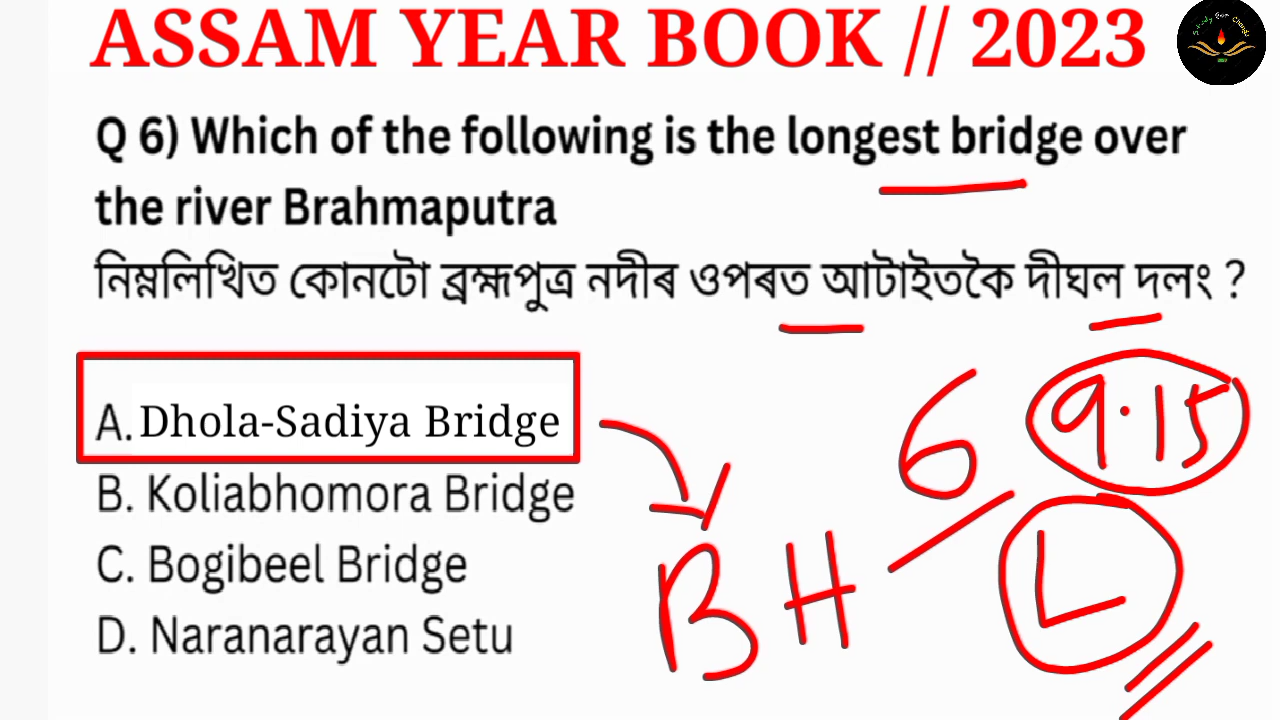 ASSAM YEAR BOOK // 2023
Q 6) Which of the following is the longest bridge over
the river Brahmaputra
নিম্নলিখিত কোনটো ব্ৰহ্মপুত্ৰ নদীৰ ওপৰত আটাইতকৈ দীঘল দলং ?
A. Dhola-Sadiya Bridge
B. Koliabhomora Bridge
C. Bogibeel Bridge
D. Naranarayan Setu
6
9.15
BH
L